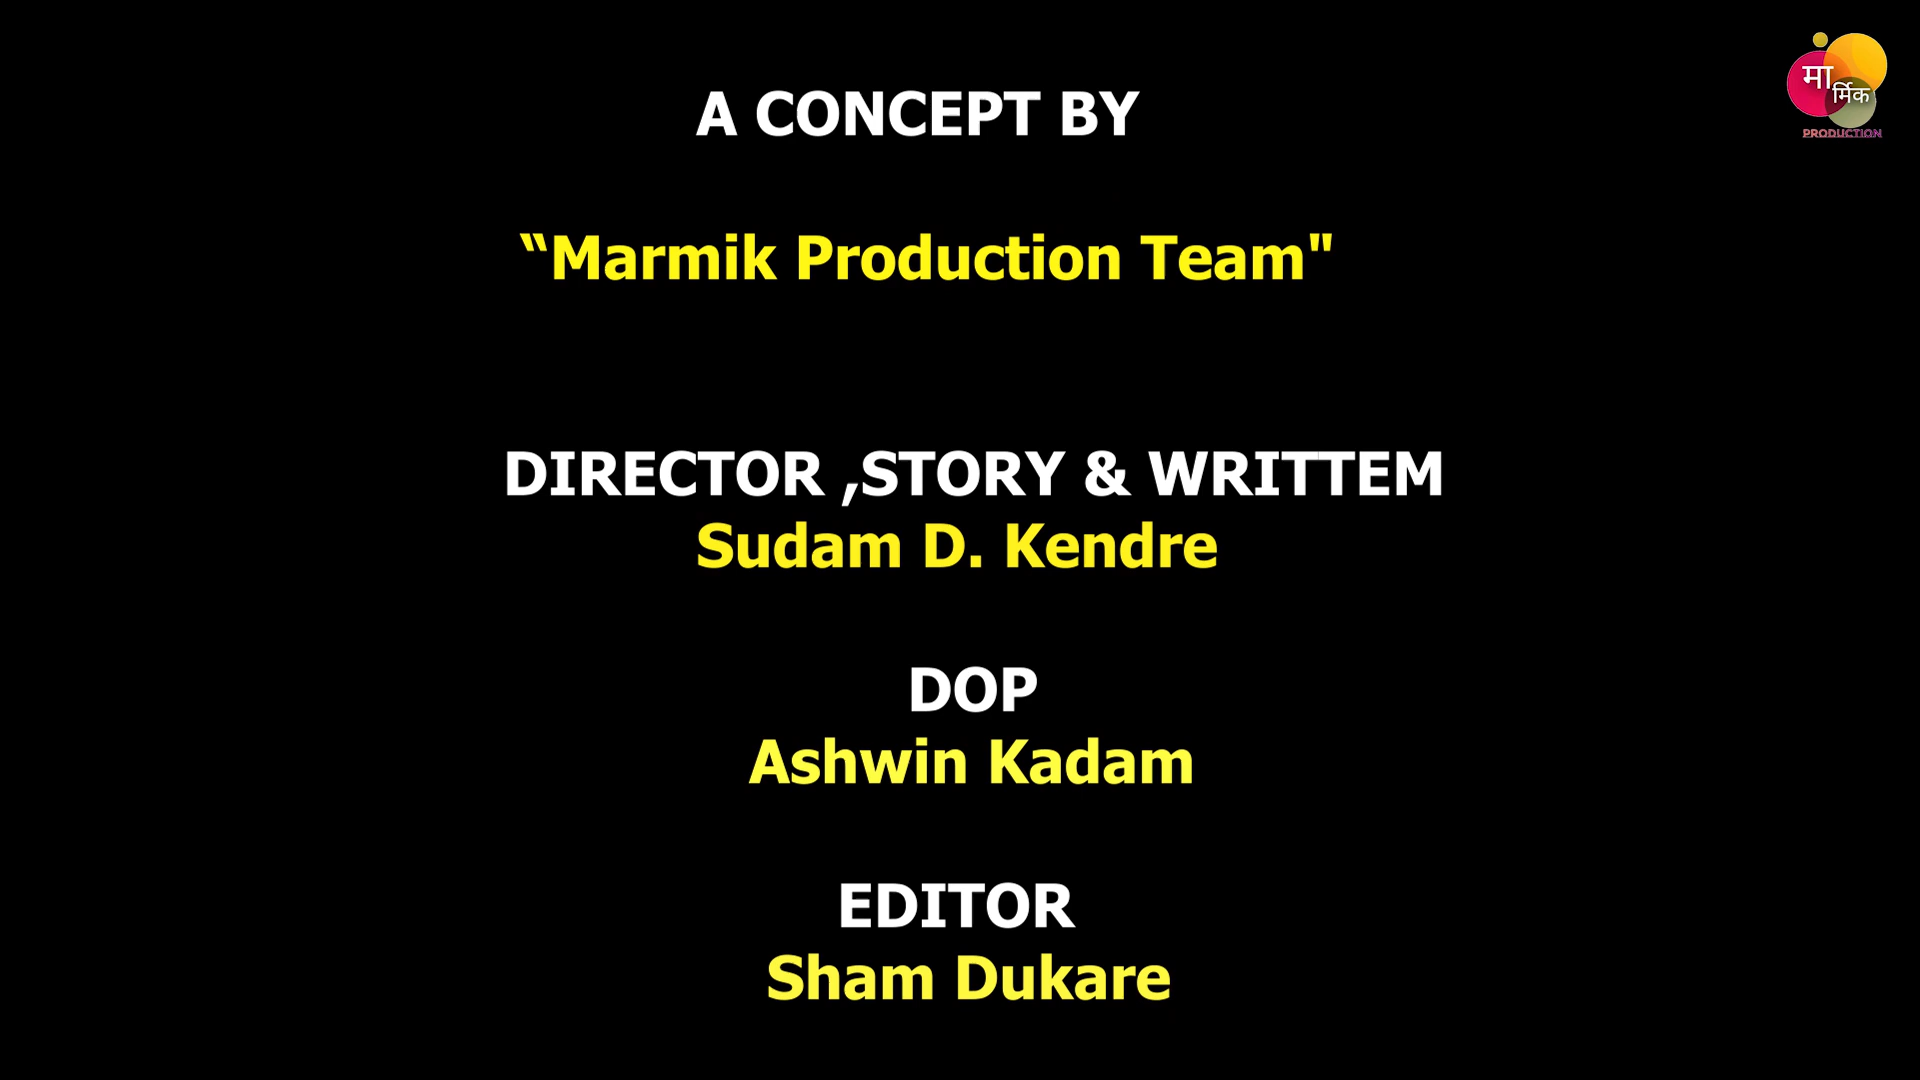 A CONCEPT BY
“Marmik Production Team"
DIRECTOR ,STORY & WRITTEM
Sudam D. Kendre
DOP
Ashwin Kadam
EDITOR
Sham Dukare
मार्मिक
PRODUCTION